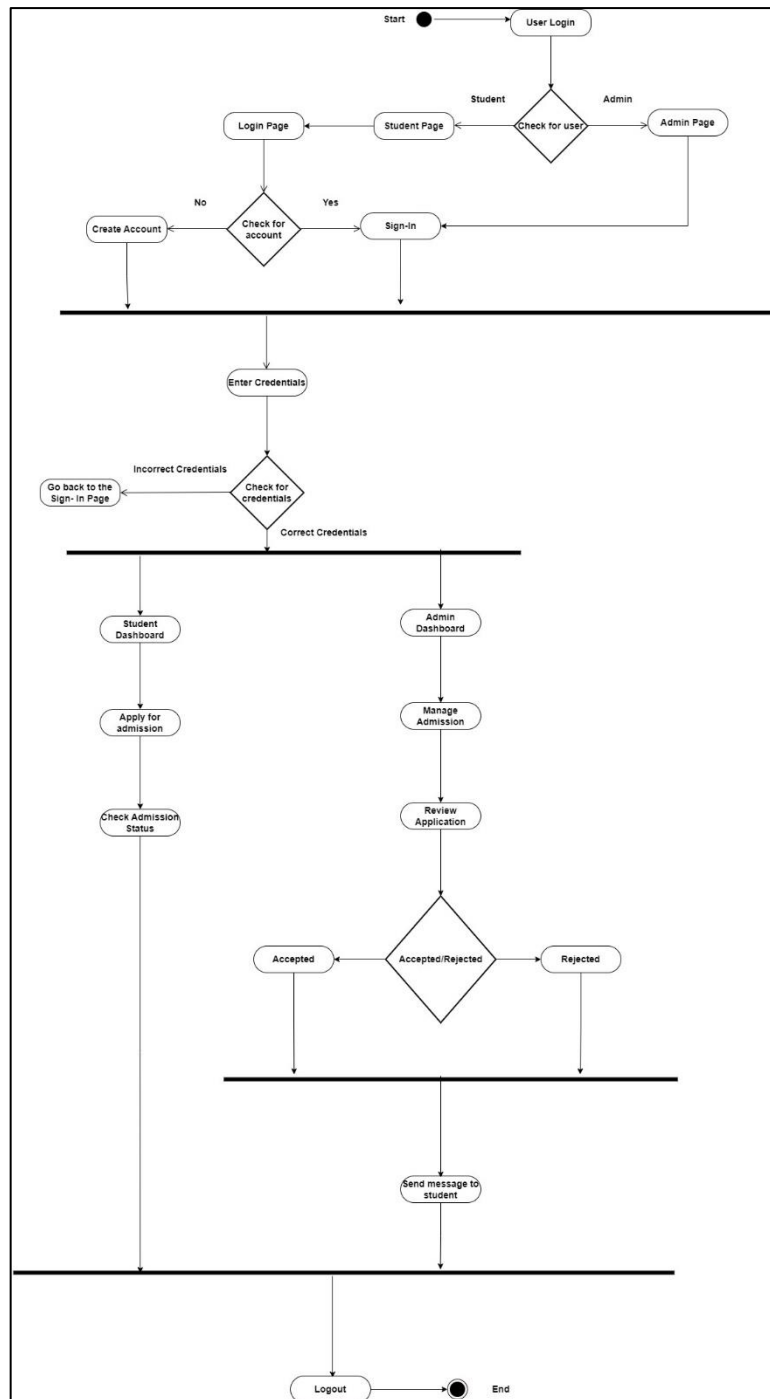 Start
User Login
Student
Admin
Login Page
Student Page
Check for user
Admin Page
No
Yes
Create Account
Check for
account
Sign-In
Enter Credentials
Incorrect Credentials
Go back to the
Sign- In Page
Check for
credentials
Correct Credentials
Student
Dashboard
Admin
Dashboard
Apply for
admission
Manage
Admission
Check Admission
Status
Review
Application
Accepted
Accepted/Rejected
Rejected
Send message to
student
Logout
End